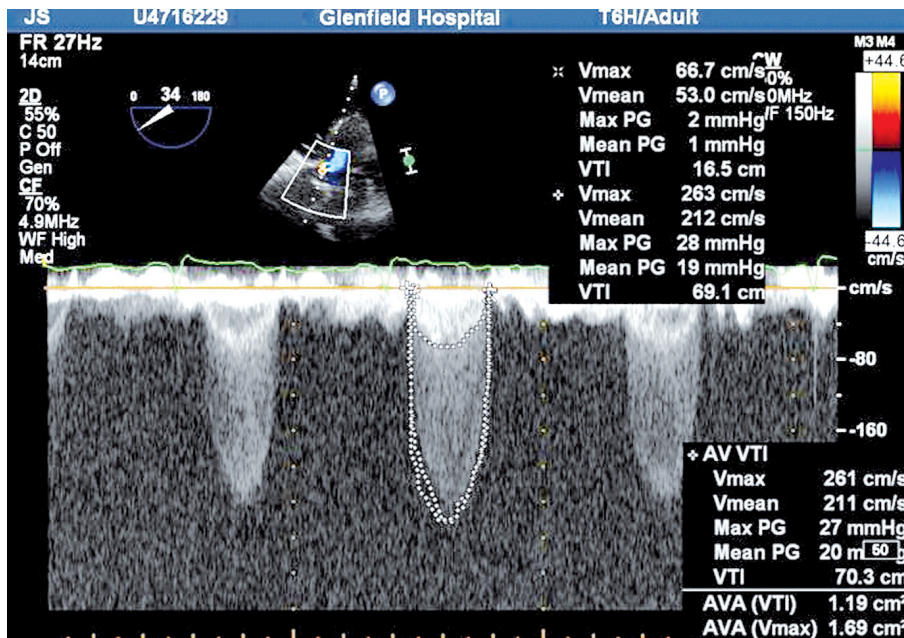 JS U4716229 Glenfield Hospital T6H/Adult
FR 27Hz
14cm
2D
55%
C 50
P Off
Gen
CF
70%
4.9MHz
WF High
Med
0 34 180
P
Vmax 66.7 cm/s
Vmean 53.0 cm/s
Max PG 2 mmHg
Mean PG 1 mmHg
VTI 16.5 cm
Vmax 263 cm/s
Vmean 212 cm/s
Max PG 28 mmHg
Mean PG 19 mmHg
VTI 69.1 cm
CW
0%
0MHz
/F 150Hz
M3 M4
+44.6
-44.6
cm/s
cm/s
-80
-160
AV VTI
Vmax 261 cm/s
Vmean 211 cm/s
Max PG 27 mmHg
Mean PG 20 m
60
VTI 70.3 cm
AVA (VTI) 1.19 cm²
AVA (Vmax) 1.69 cm²